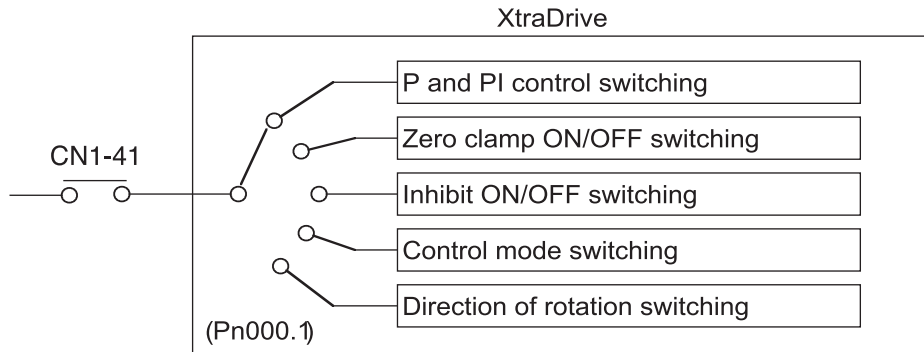 XtraDrive
P and PI control switching
Zero clamp ON/OFF switching
CN1-41
Inhibit ON/OFF switching
Control mode switching
Direction of rotation switching
(Pn000.1)